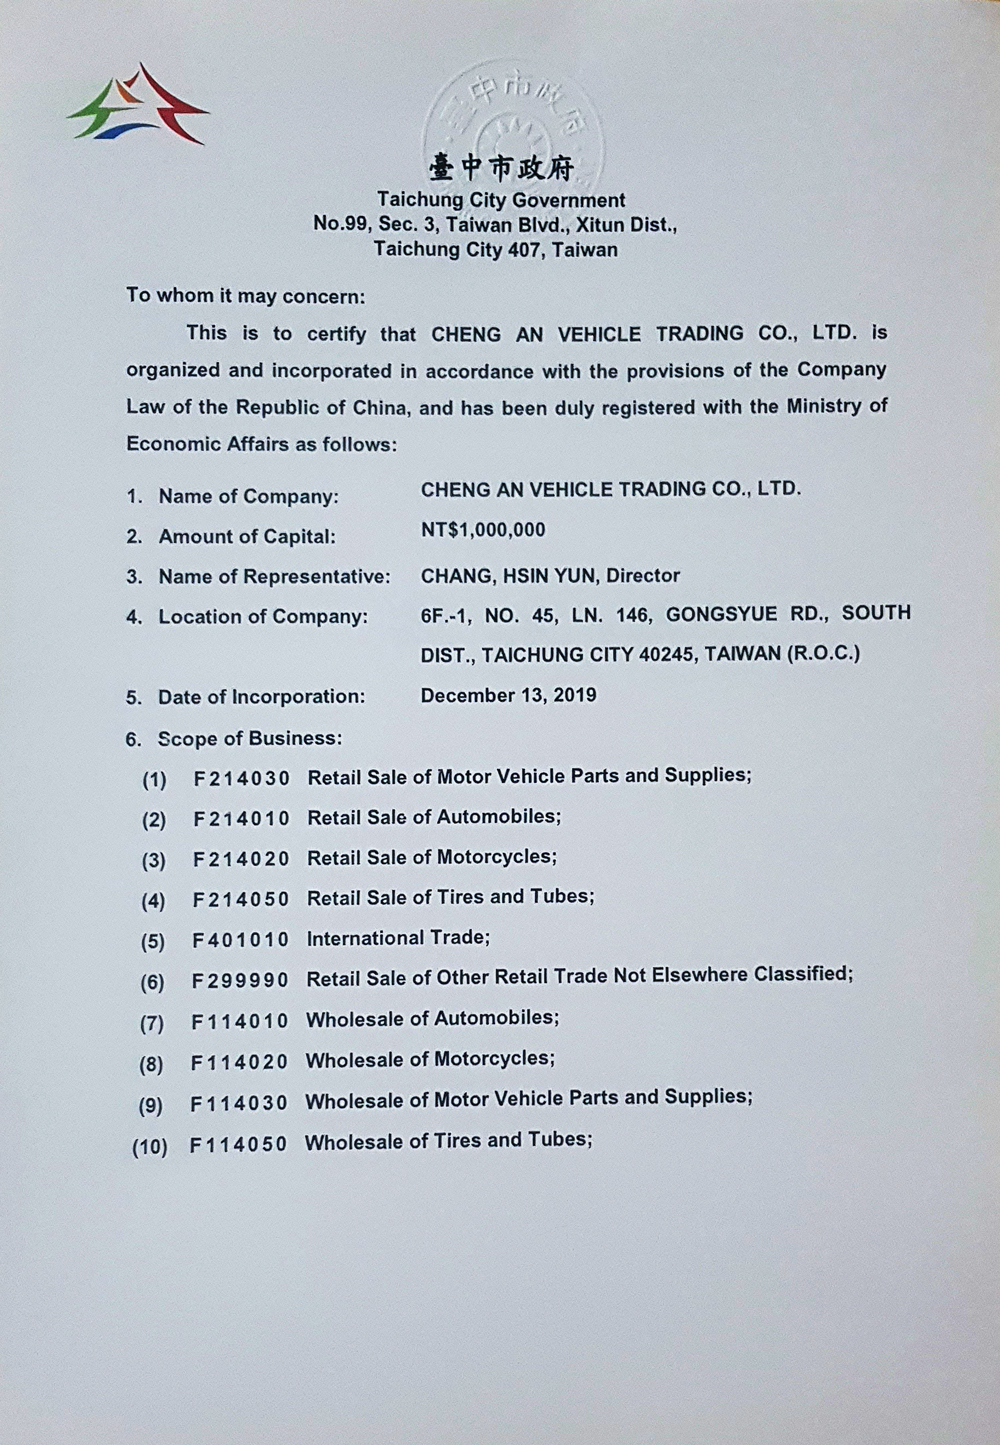 臺中市政府
臺中市政府
Taichung City Government
No.99, Sec. 3, Taiwan Blvd., Xitun Dist.,
Taichung City 407, Taiwan
To whom it may concern:
This is to certify that CHENG AN VEHICLE TRADING CO., LTD. is
organized and incorporated in accordance with the provisions of the Company
Law of the Republic of China, and has been duly registered with the Ministry of
Economic Affairs as follows:
1. Name of Company: CHENG AN VEHICLE TRADING CO., LTD.
2. Amount of Capital: NT$1,000,000
3. Name of Representative: CHANG, HSIN YUN, Director
4. Location of Company: 6F.-1, NO. 45, LN. 146, GONGSYUE RD., SOUTH
DIST., TAICHUNG CITY 40245, TAIWAN (R.O.C.)
5. Date of Incorporation: December 13, 2019
6. Scope of Business:
(1) F214030 Retail Sale of Motor Vehicle Parts and Supplies;
(2) F214010 Retail Sale of Automobiles;
(3) F214020 Retail Sale of Motorcycles;
(4) F214050 Retail Sale of Tires and Tubes;
(5) F401010 International Trade;
(6) F299990 Retail Sale of Other Retail Trade Not Elsewhere Classified;
(7) F114010 Wholesale of Automobiles;
(8) F114020 Wholesale of Motorcycles;
(9) F114030 Wholesale of Motor Vehicle Parts and Supplies;
(10) F114050 Wholesale of Tires and Tubes;